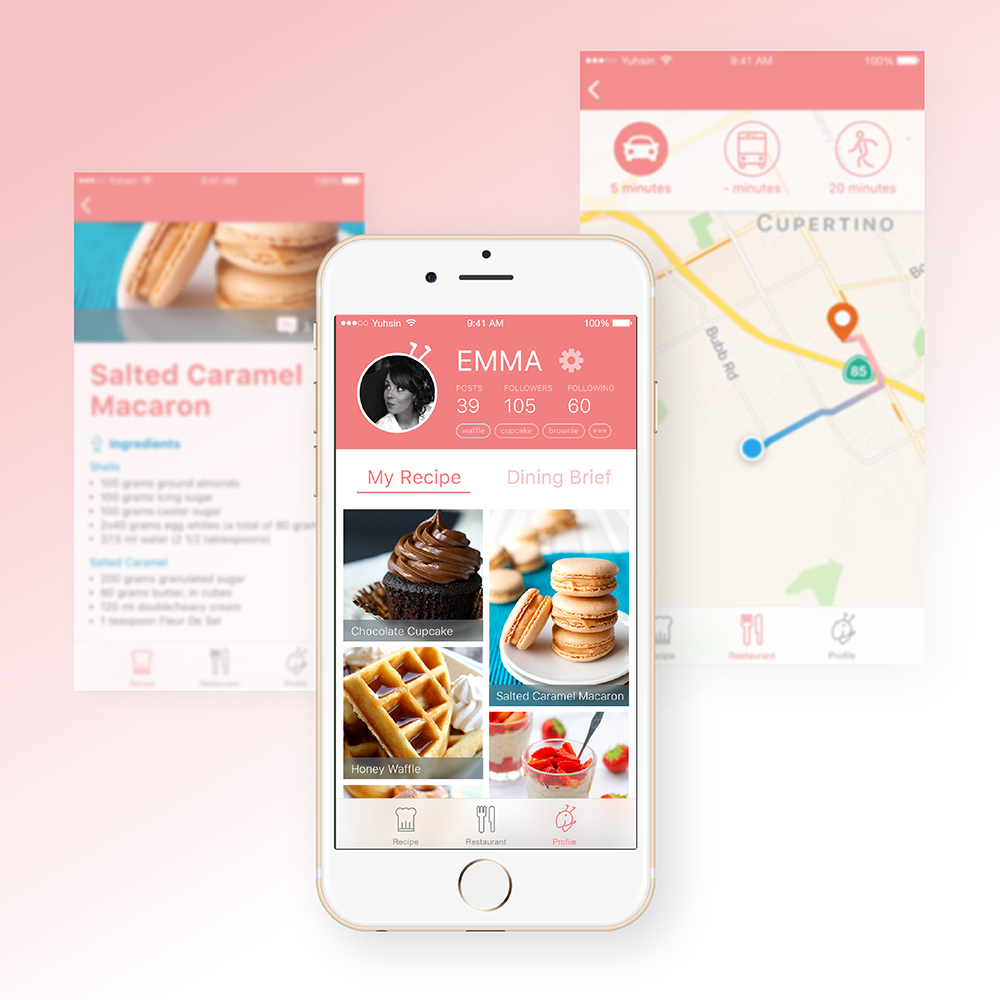 Yuhsin 9:41 AM 100%
Salted Caramel
Macaron
Ingredients
Shells
• 100 grams ground almonds
• 100 grams icing sugar
• 100 grams caster sugar
• 2x40 grams egg whites (a total of 80 gram
• 37.5 ml water (2 1/2 tablespoons)
Salted Caramel
• 200 grams granulated sugar
• 90 grams butter, in cubes
• 120 ml double/heavy cream
• 1 teaspoon Fleur De Sel
Recipe Restaurant Profile
Yuhsin 9:41 AM 100%
EMMA
POSTS FOLLOWERS FOLLOWING
39 105 60
waffle cupcake brownie
My Recipe Dining Brief
Chocolate Cupcake
Salted Caramel Macaron
Honey Waffle
Recipe Restaurant Profile
Yuhsin 9:41 AM 100%
5 minutes - minutes 20 minutes
CUPERTINO
Bubb Rd
85
Restaurant Profile